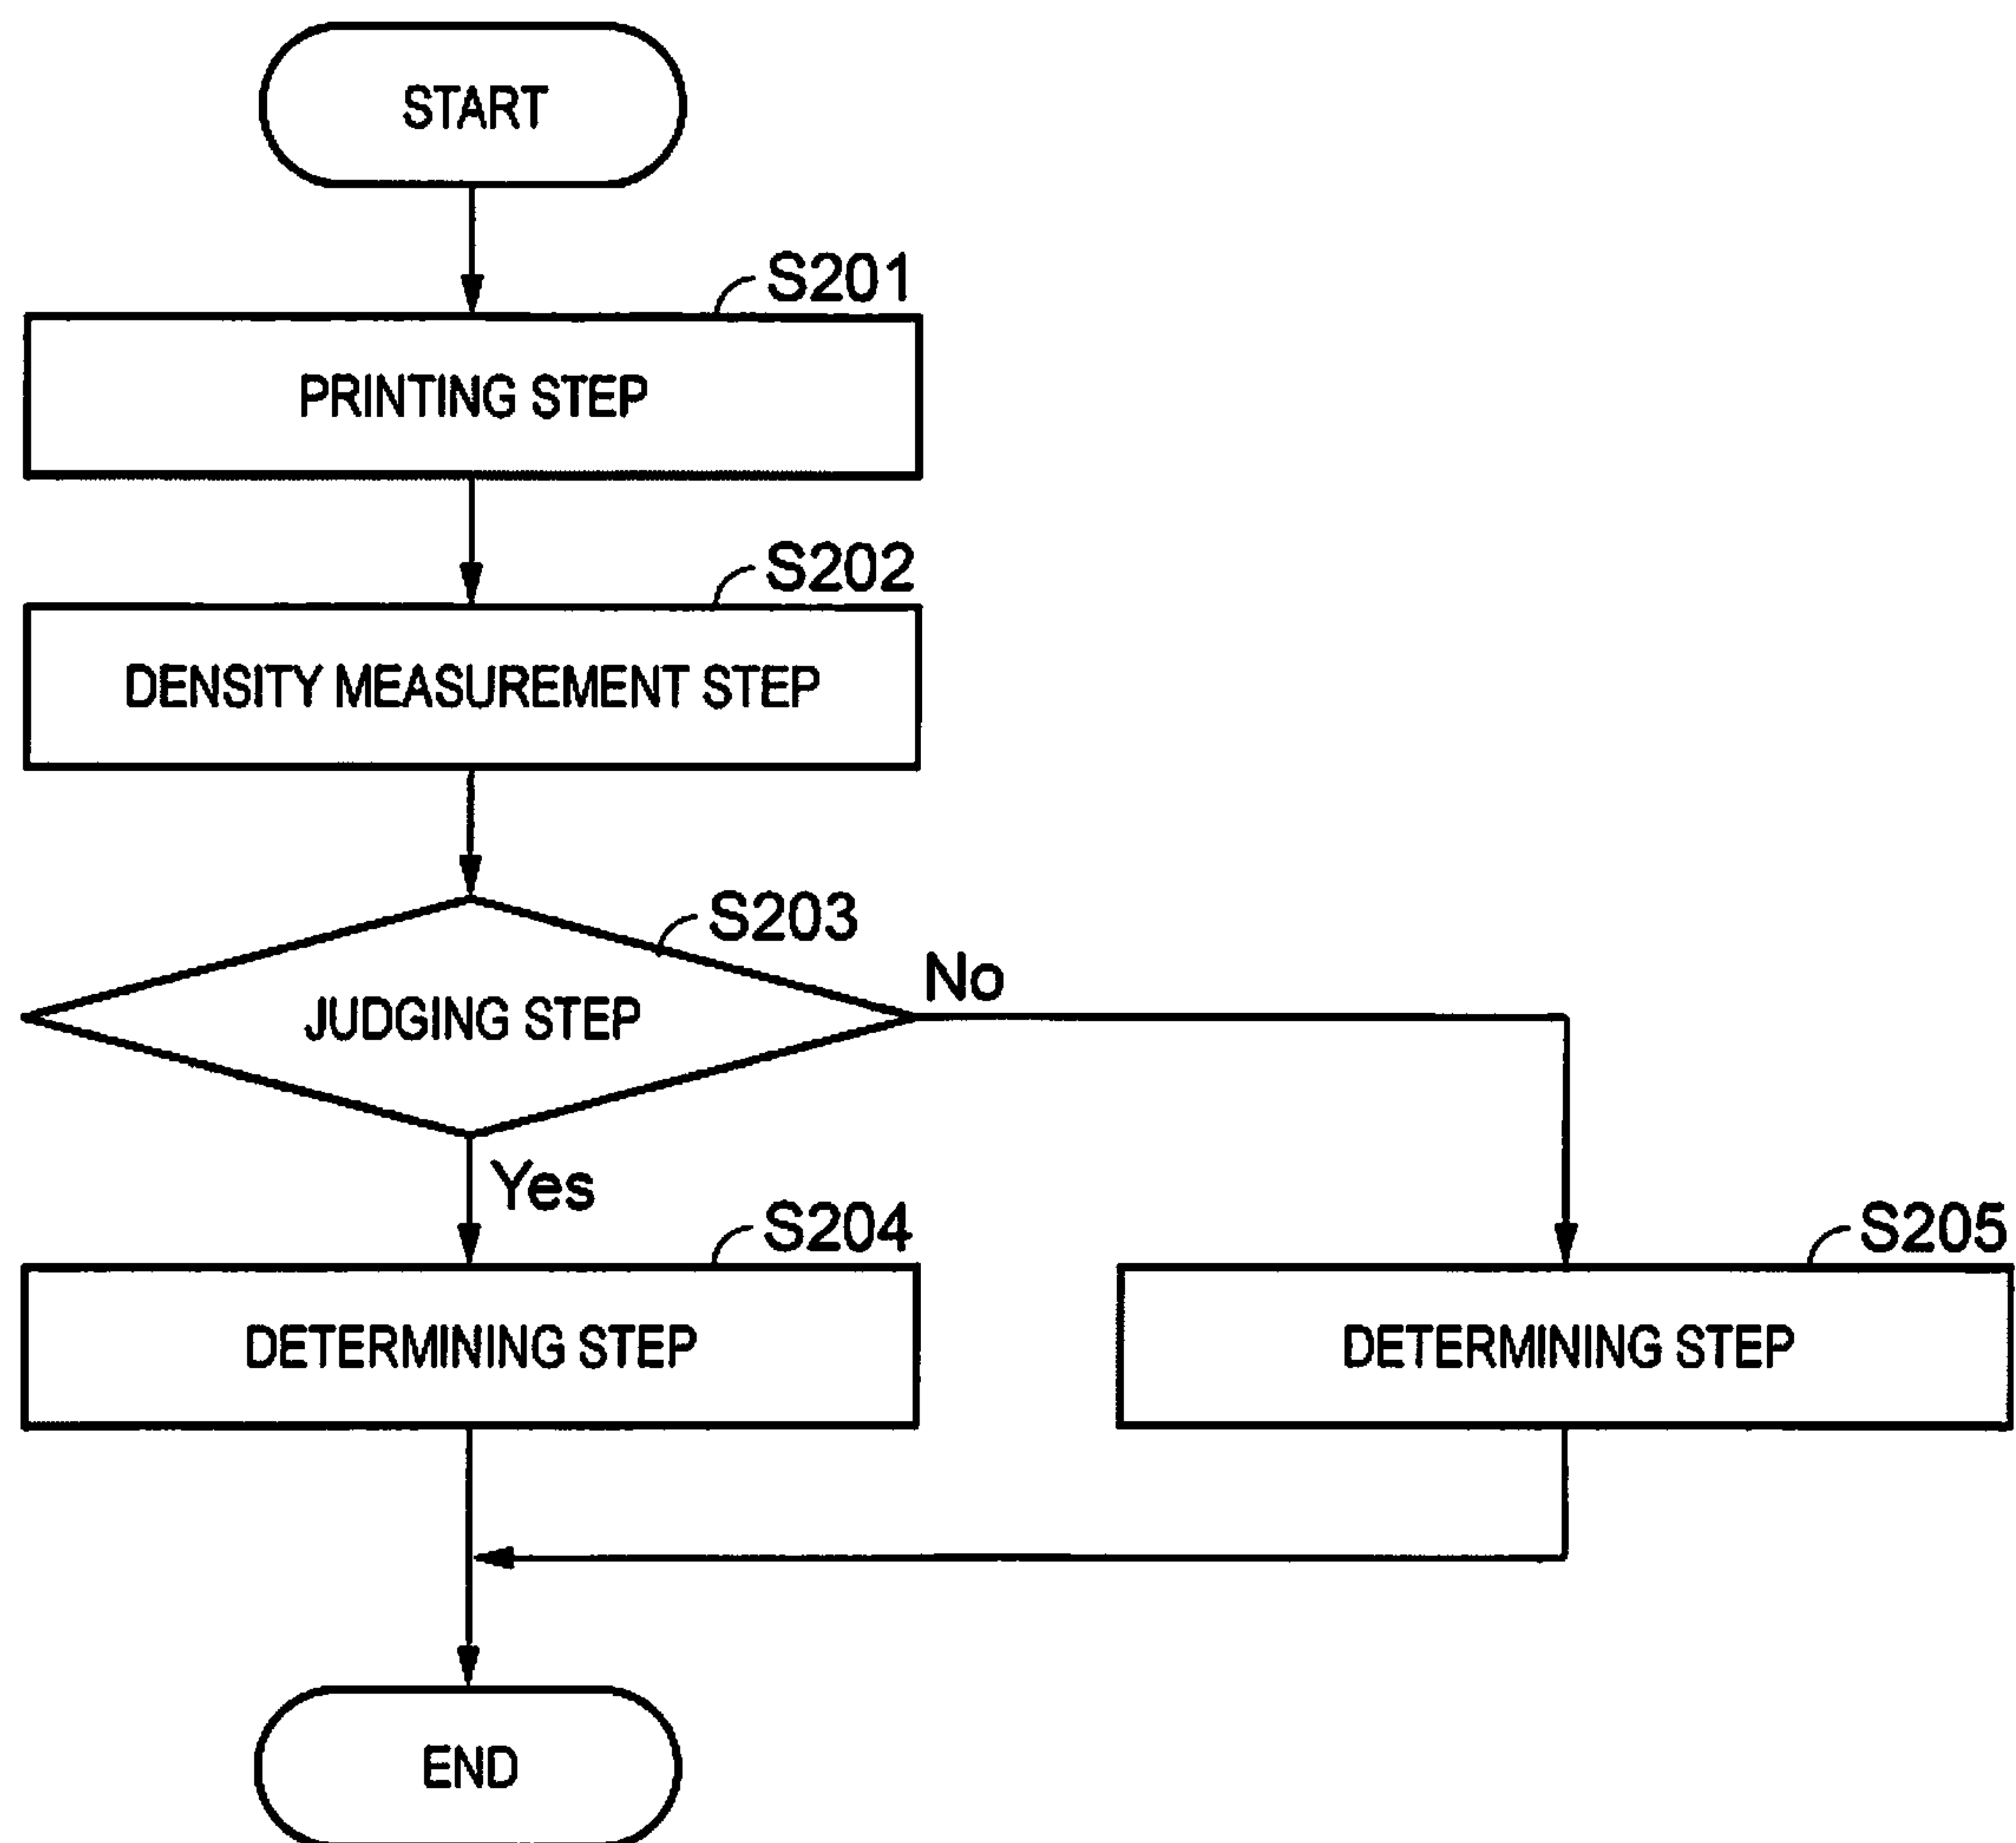 START
S201
PRINTING STEP
S202
DENSITY MEASUREMENT STEP
S203
JUDGING STEP
No
Yes
S204
DETERMINING STEP
S205
DETERMINING STEP
END